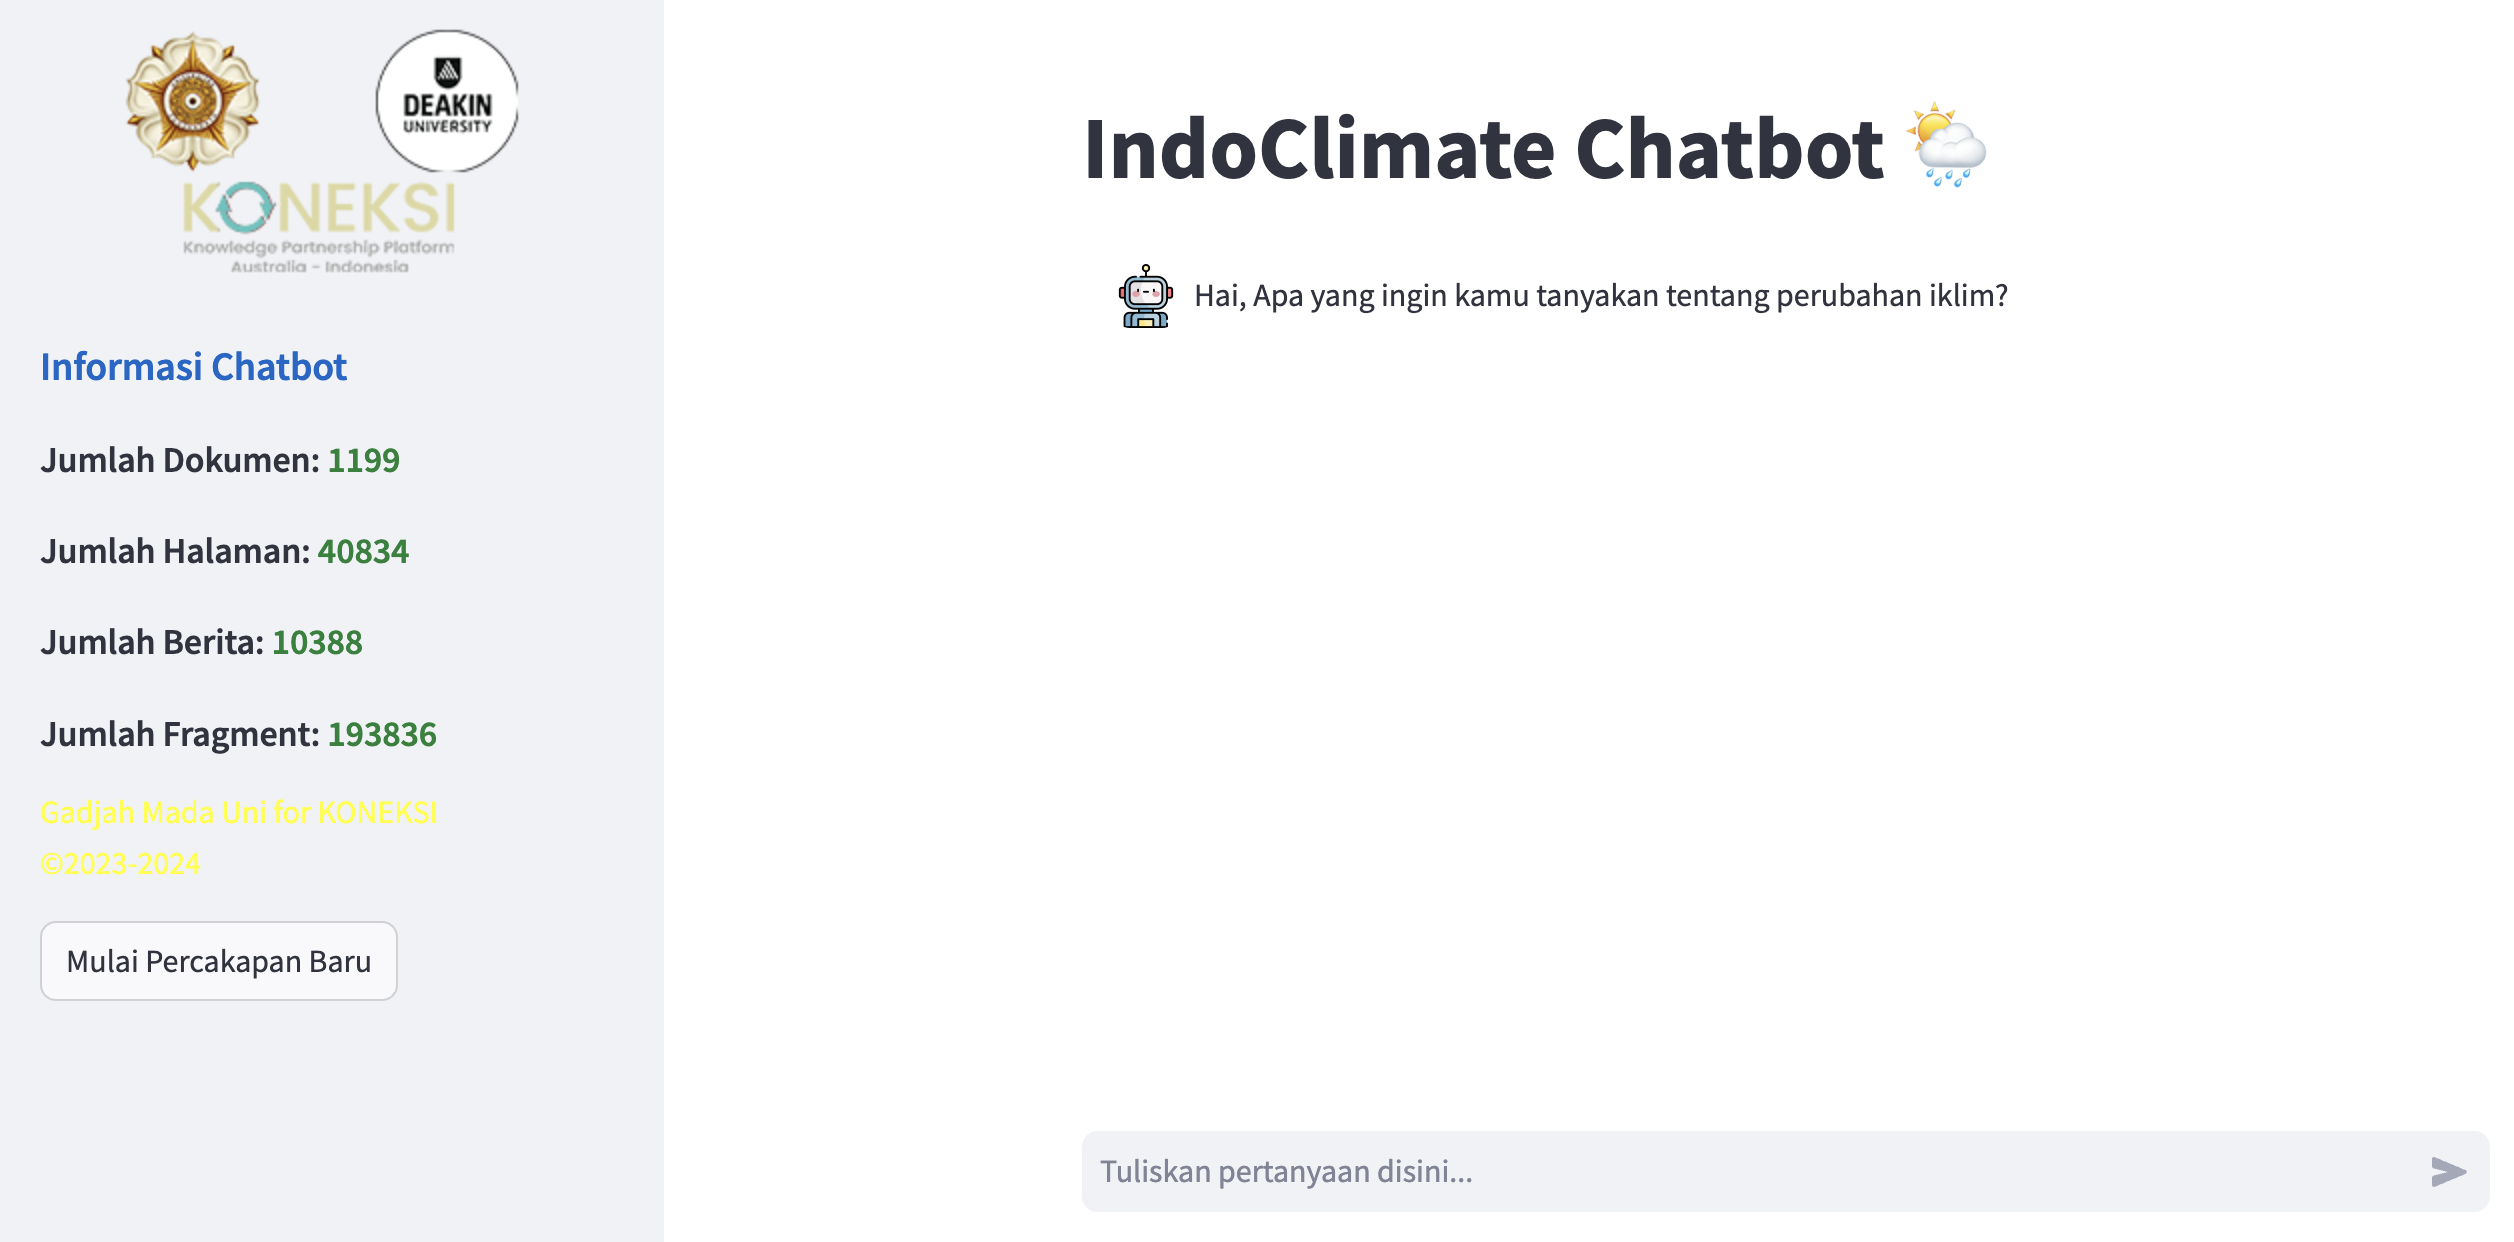 DEAKIN
UNIVERSITY
KONEKSI
Knowledge Partnership Platform
Australia - Indonesia
Informasi Chatbot
Jumlah Dokumen: 1199
Jumlah Halaman: 40834
Jumlah Berita: 10388
Jumlah Fragment: 193836
Gadjah Mada Uni for KONEKSI
©2023-2024
Mulai Percakapan Baru
IndoClimate Chatbot
Hai, Apa yang ingin kamu tanyakan tentang perubahan iklim?
Tuliskan pertanyaan disini...